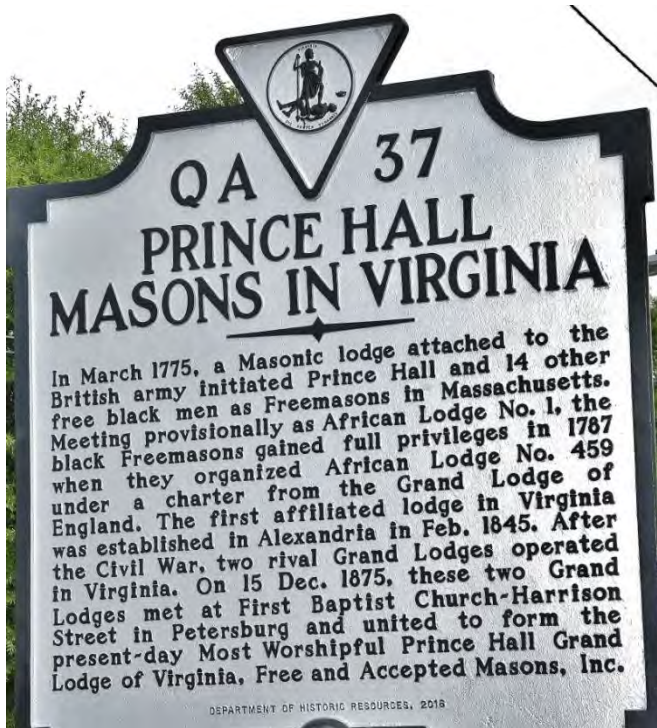 QA 37
PRINCE HALL
MASONS IN VIRGINIA
In March 1775, a Masonic lodge attached to the
British army initiated Prince Hall and 14 other
free black men as Freemasons in Massachusetts.
Meeting provisionally as African Lodge No. 1, the
black Freemasons gained full privileges in 1787
when they organized African Lodge No. 459
under a charter from the Grand Lodge of
England. The first affiliated lodge in Virginia
was established in Alexandria in Feb. 1845. After
the Civil War, two rival Grand Lodges operated
in Virginia. On 15 Dec. 1875, these two Grand
Lodges met at First Baptist Church-Harrison
Street in Petersburg and united to form the
present-day Most Worshipful Prince Hall Grand
Lodge of Virginia, Free and Accepted Masons, Inc.
DEPARTMENT OF HISTORIC RESOURCES, 2018